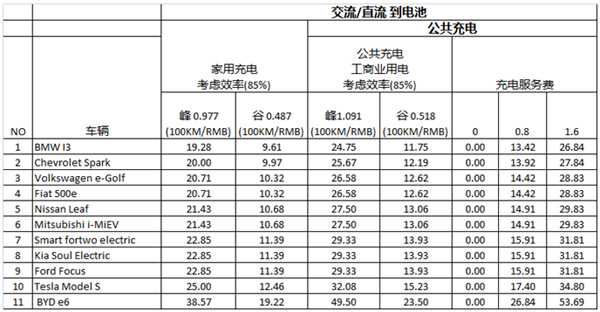 交流/直流 到电池
公共充电
家用充电
考虑效率(85%)
公共充电
工商业用电
考虑效率(85%)
充电服务费
NO 车辆 峰 0.977 (100KM/RMB) 谷 0.487 (100KM/RMB) 峰1.091 (100KM/RMB) 谷 0.518 (100KM/RMB) 0 0.8 1.6
1 BMW I3 19.28 9.61 24.75 11.75 0.00 13.42 26.84
2 Chevrolet Spark 20.00 9.97 25.67 12.19 0.00 13.92 27.84
3 Volkswagen e-Golf 20.71 10.32 26.58 12.62 0.00 14.42 28.83
4 Fiat 500e 20.71 10.32 26.58 12.62 0.00 14.42 28.83
5 Nissan Leaf 21.43 10.68 27.50 13.06 0.00 14.91 29.83
6 Mitsubishi i-MiEV 21.43 10.68 27.50 13.06 0.00 14.91 29.83
7 Smart fortwo electric 22.85 11.39 29.33 13.93 0.00 15.91 31.81
8 Kia Soul Electric 22.85 11.39 29.33 13.93 0.00 15.91 31.81
9 Ford Focus 22.85 11.39 29.33 13.93 0.00 15.91 31.81
10 Tesla Model S 25.00 12.46 32.08 15.23 0.00 17.40 34.80
11 BYD e6 38.57 19.22 49.50 23.50 0.00 26.84 53.69